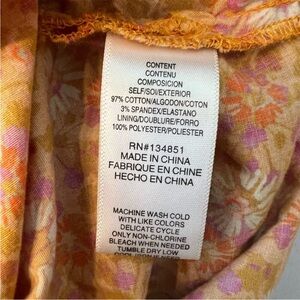 CONTENT
CONTENU
COMPOSICION
SELF/SOI/EXTERIOR
97% COTTON/ALGODON/COTON
3% SPANDEX/ELASTANO
LINING/DOUBLURE/FORRO
100% POLYESTER/POLIESTER
RN#134851
MADE IN CHINA
FABRIQUE EN CHINE
HECHO EN CHINA
MACHINE WASH COLD
WITH LIKE COLORS
DELICATE CYCLE
ONLY NON-CHLORINE
BLEACH WHEN NEEDED
TUMBLE DRY LOW